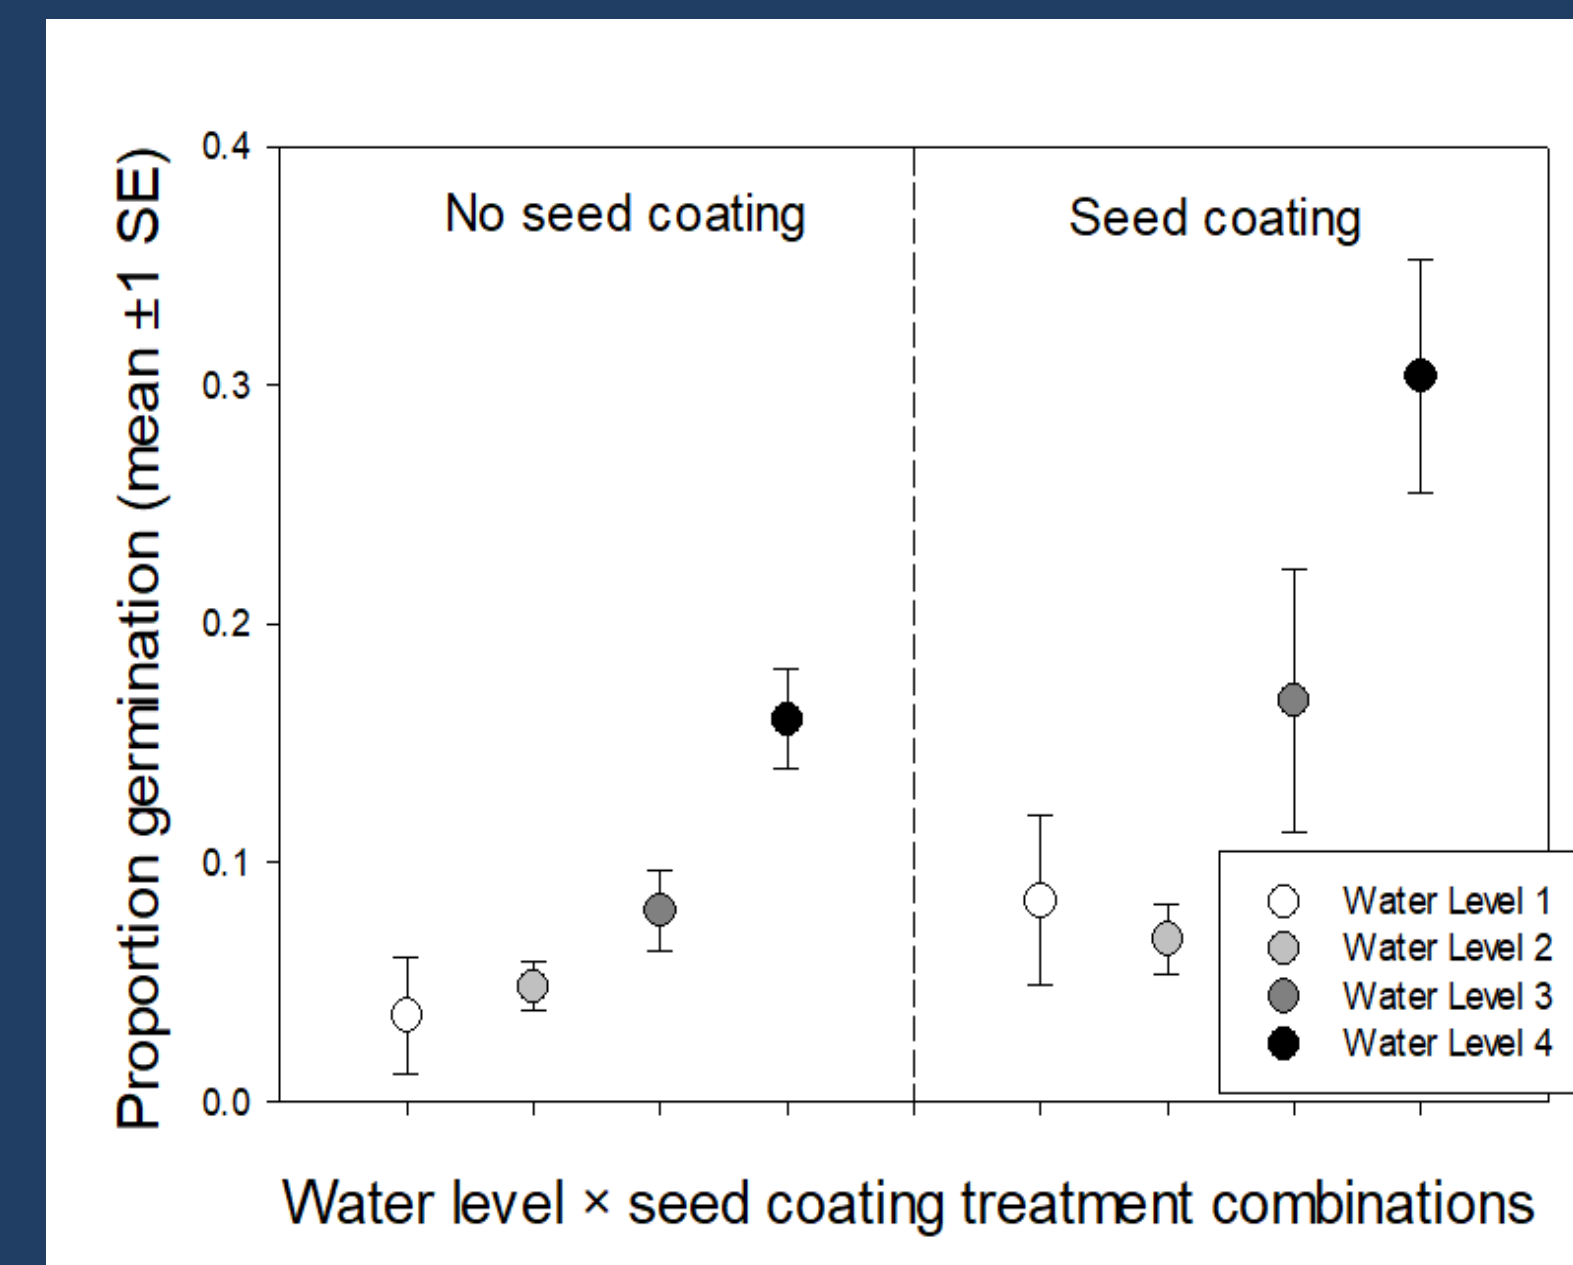 Proportion germination (mean ±1 SE)
0.4
0.3
0.2
0.1
0.0
No seed coating
Seed coating
Water Level 1
Water Level 2
Water Level 3
Water Level 4
Water level × seed coating treatment combinations